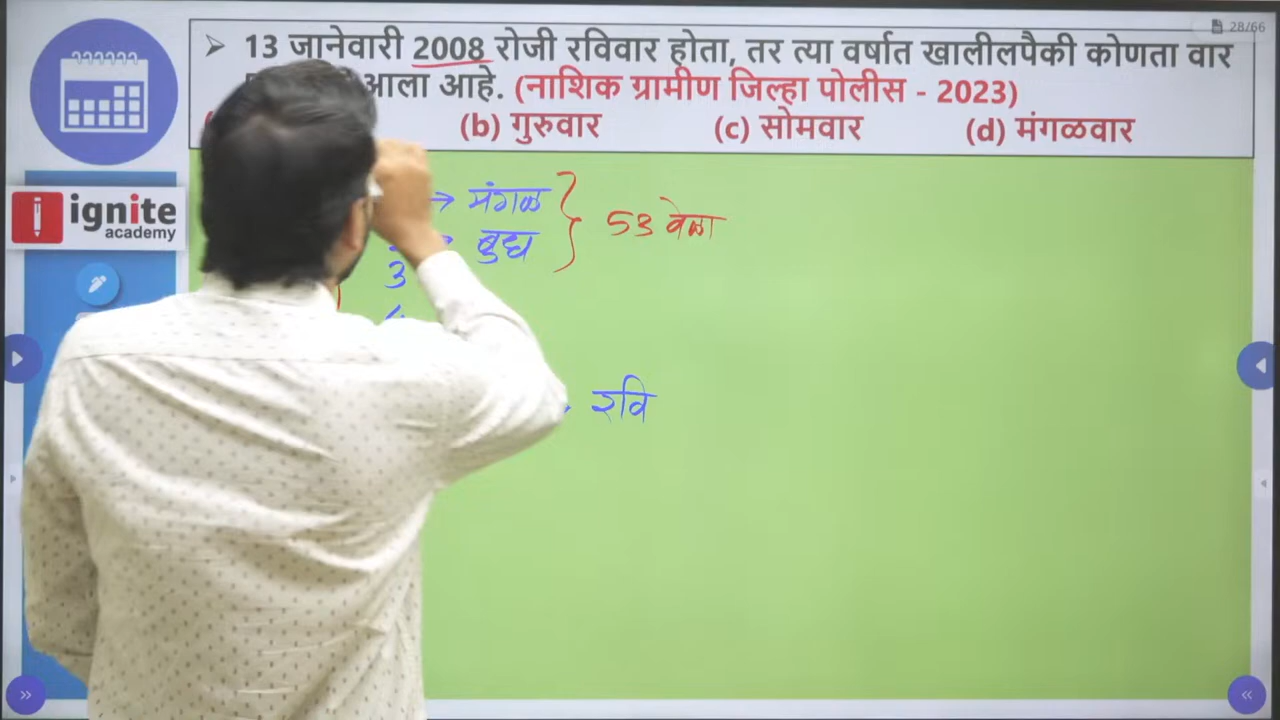 28/66
➤ 13 जानेवारी 2008 रोजी रविवार होता, तर त्या वर्षात खालीलपैकी कोणता वार
आला आहे. (नाशिक ग्रामीण जिल्हा पोलीस - 2023)
(b) गुरुवार (c) सोमवार (d) मंगळवार
ignite
academy
→ मंगळ
बुध
53 वेळा
3
रवि